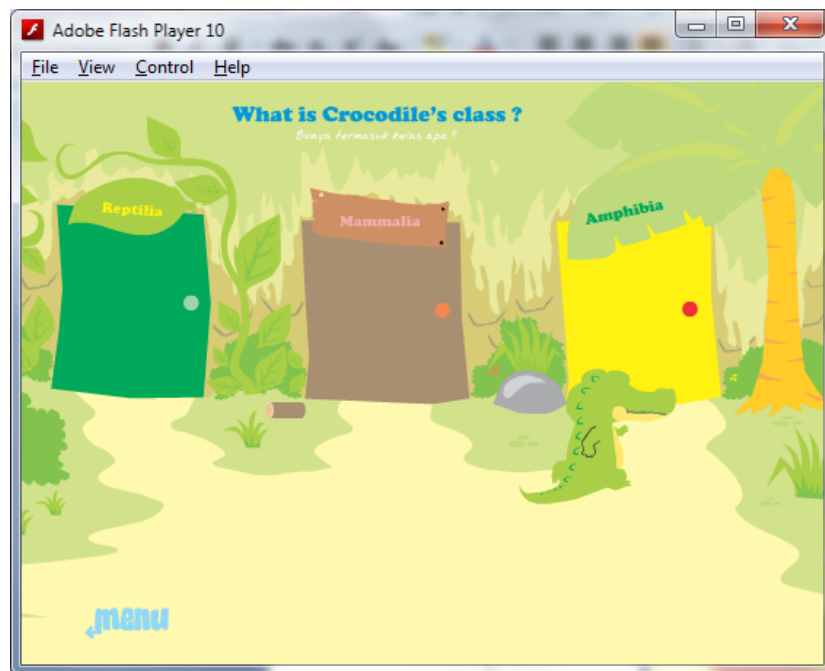 Adobe Flash Player 10
File View Control Help
What is Crocodile's class ?
Buaya termasuk kelas apa ?
Reptilia
Mammalia
Amphibia
menu